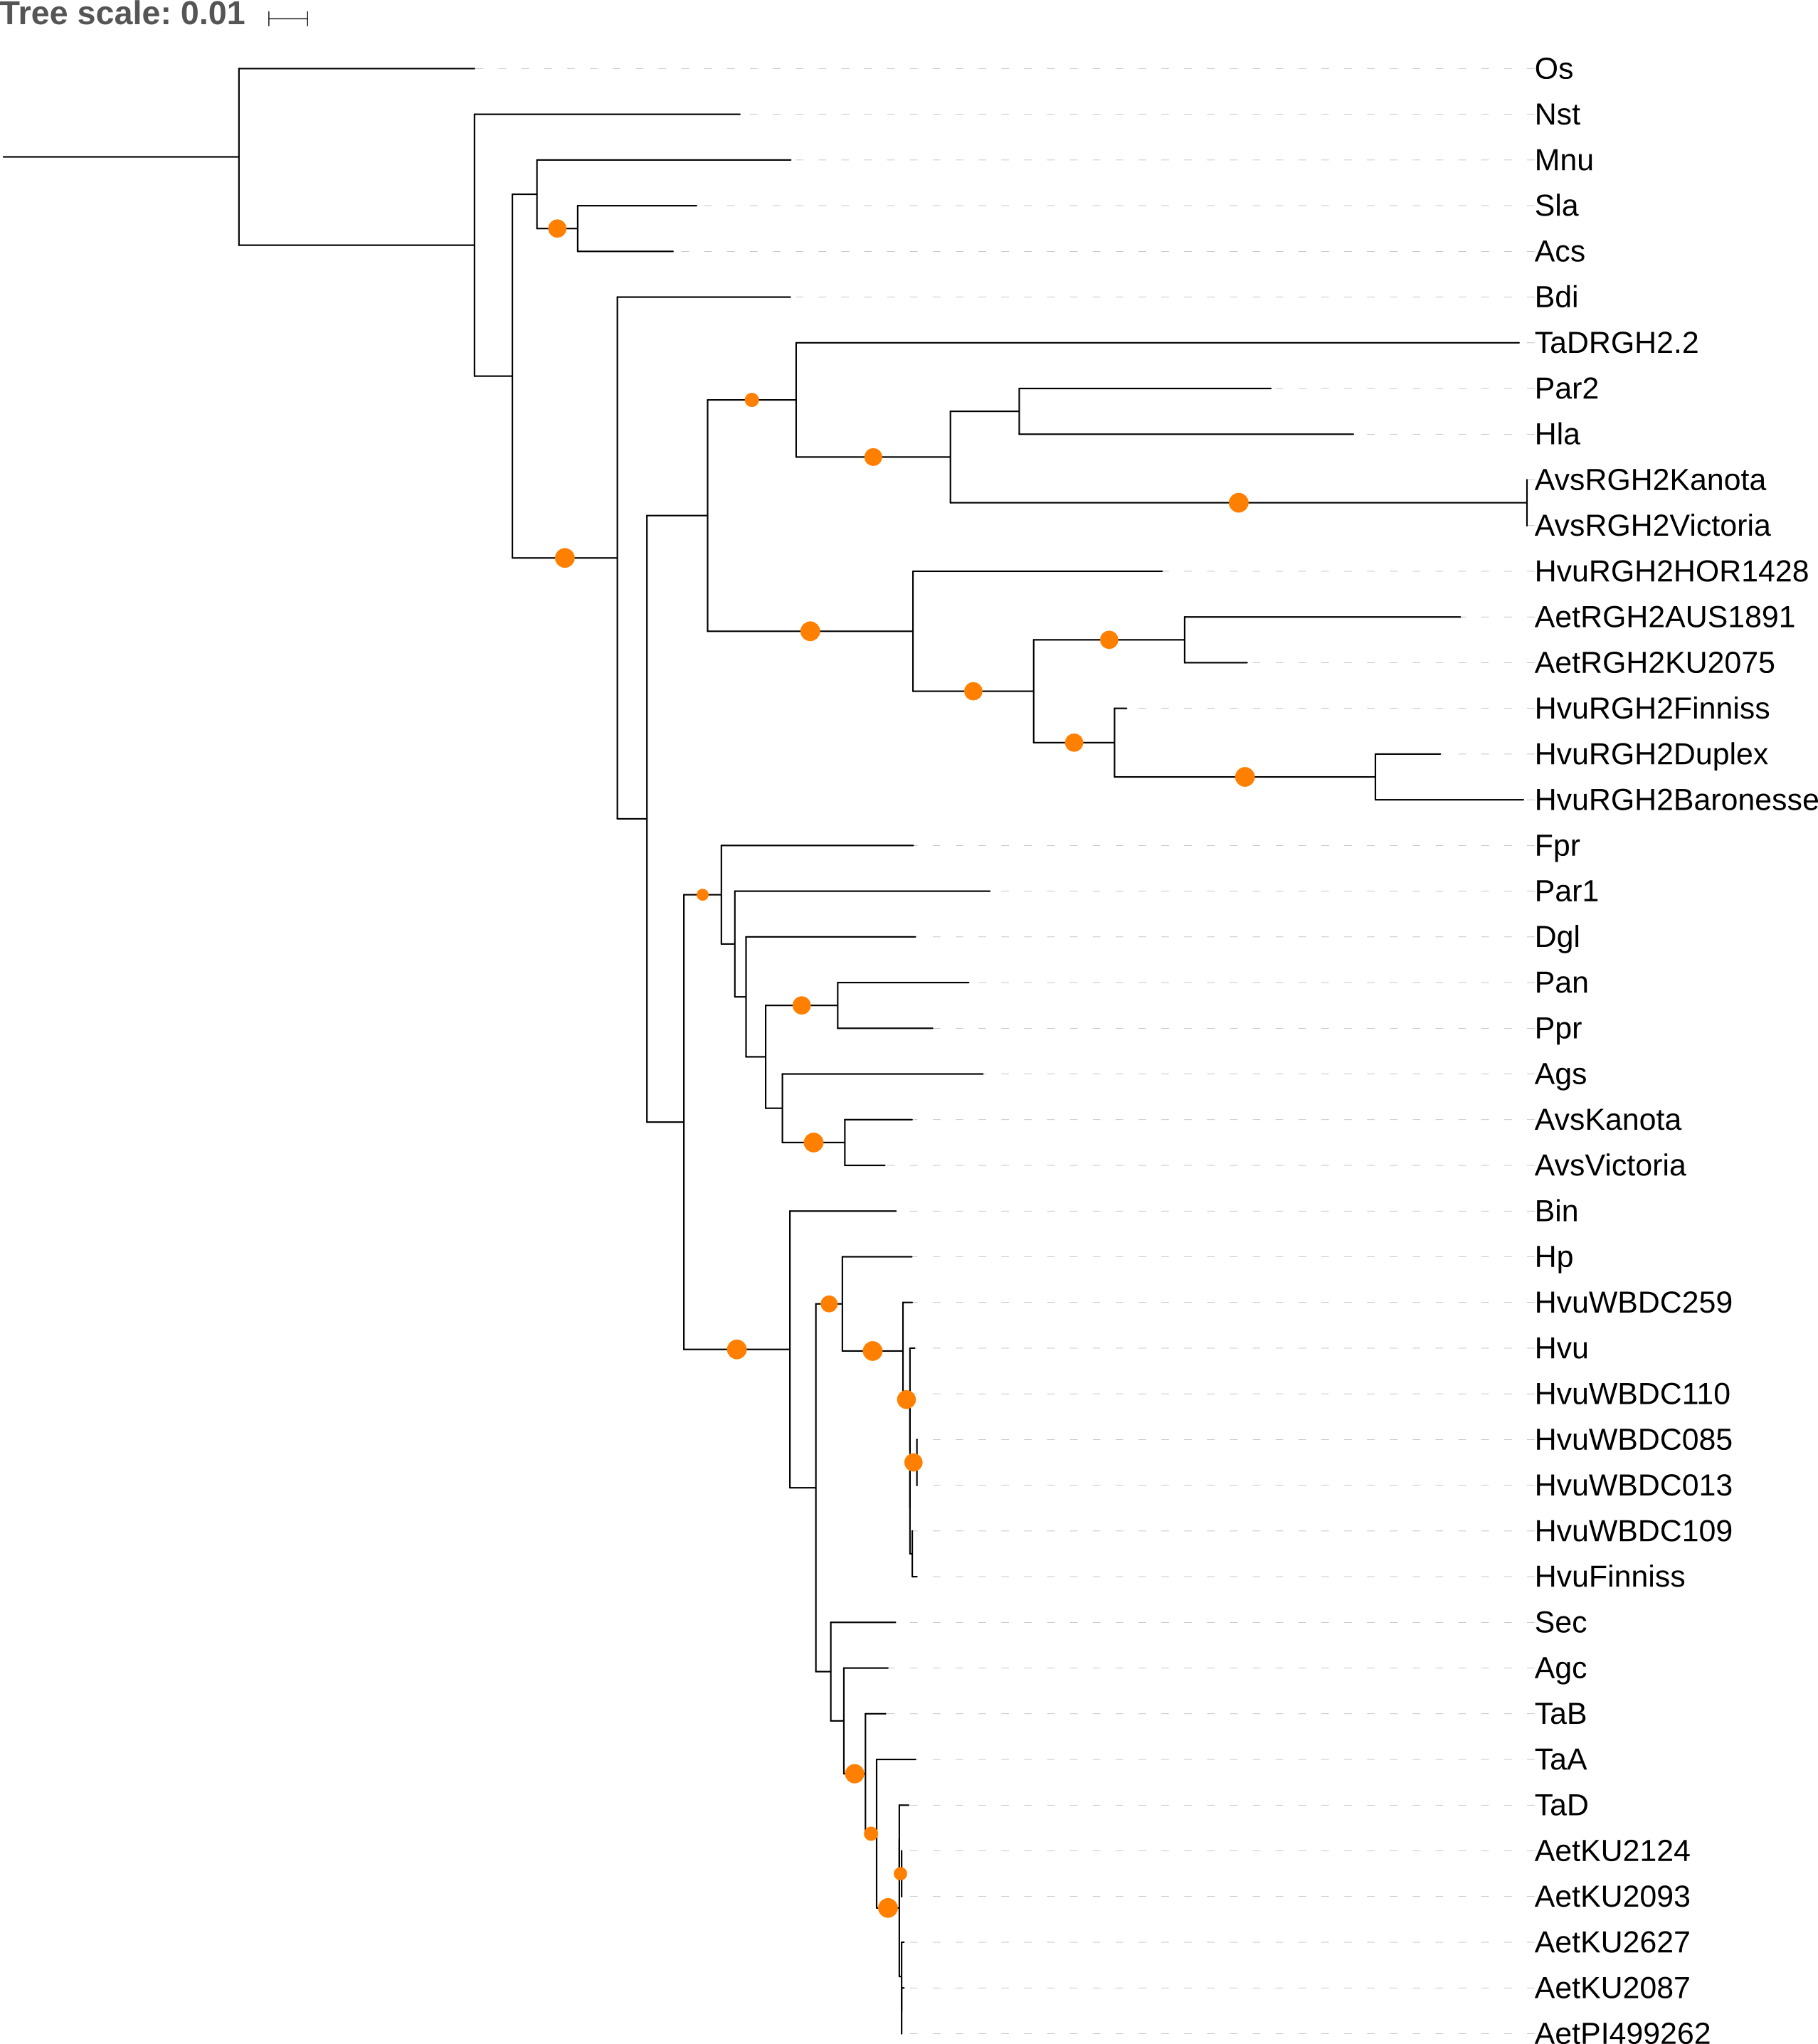 Tree scale: 0.01
Os
Nst
Mnu
Sla
Acs
Bdi
TaDRGH2.2
Par2
Hla
AvsRGH2Kanota
AvsRGH2Victoria
HvuRGH2HOR1428
AetRGH2AUS1891
AetRGH2KU2075
HvuRGH2Finniss
HvuRGH2Duplex
HvuRGH2Baronesse
Fpr
Par1
Dgl
Pan
Ppr
Ags
AvsKanota
AvsVictoria
Bin
Hp
HvuWBDC259
Hvu
HvuWBDC110
HvuWBDC085
HvuWBDC013
HvuWBDC109
HvuFinniss
Sec
Agc
TaB
TaA
TaD
AetKU2124
AetKU2093
AetKU2627
AetKU2087
AetPI499262